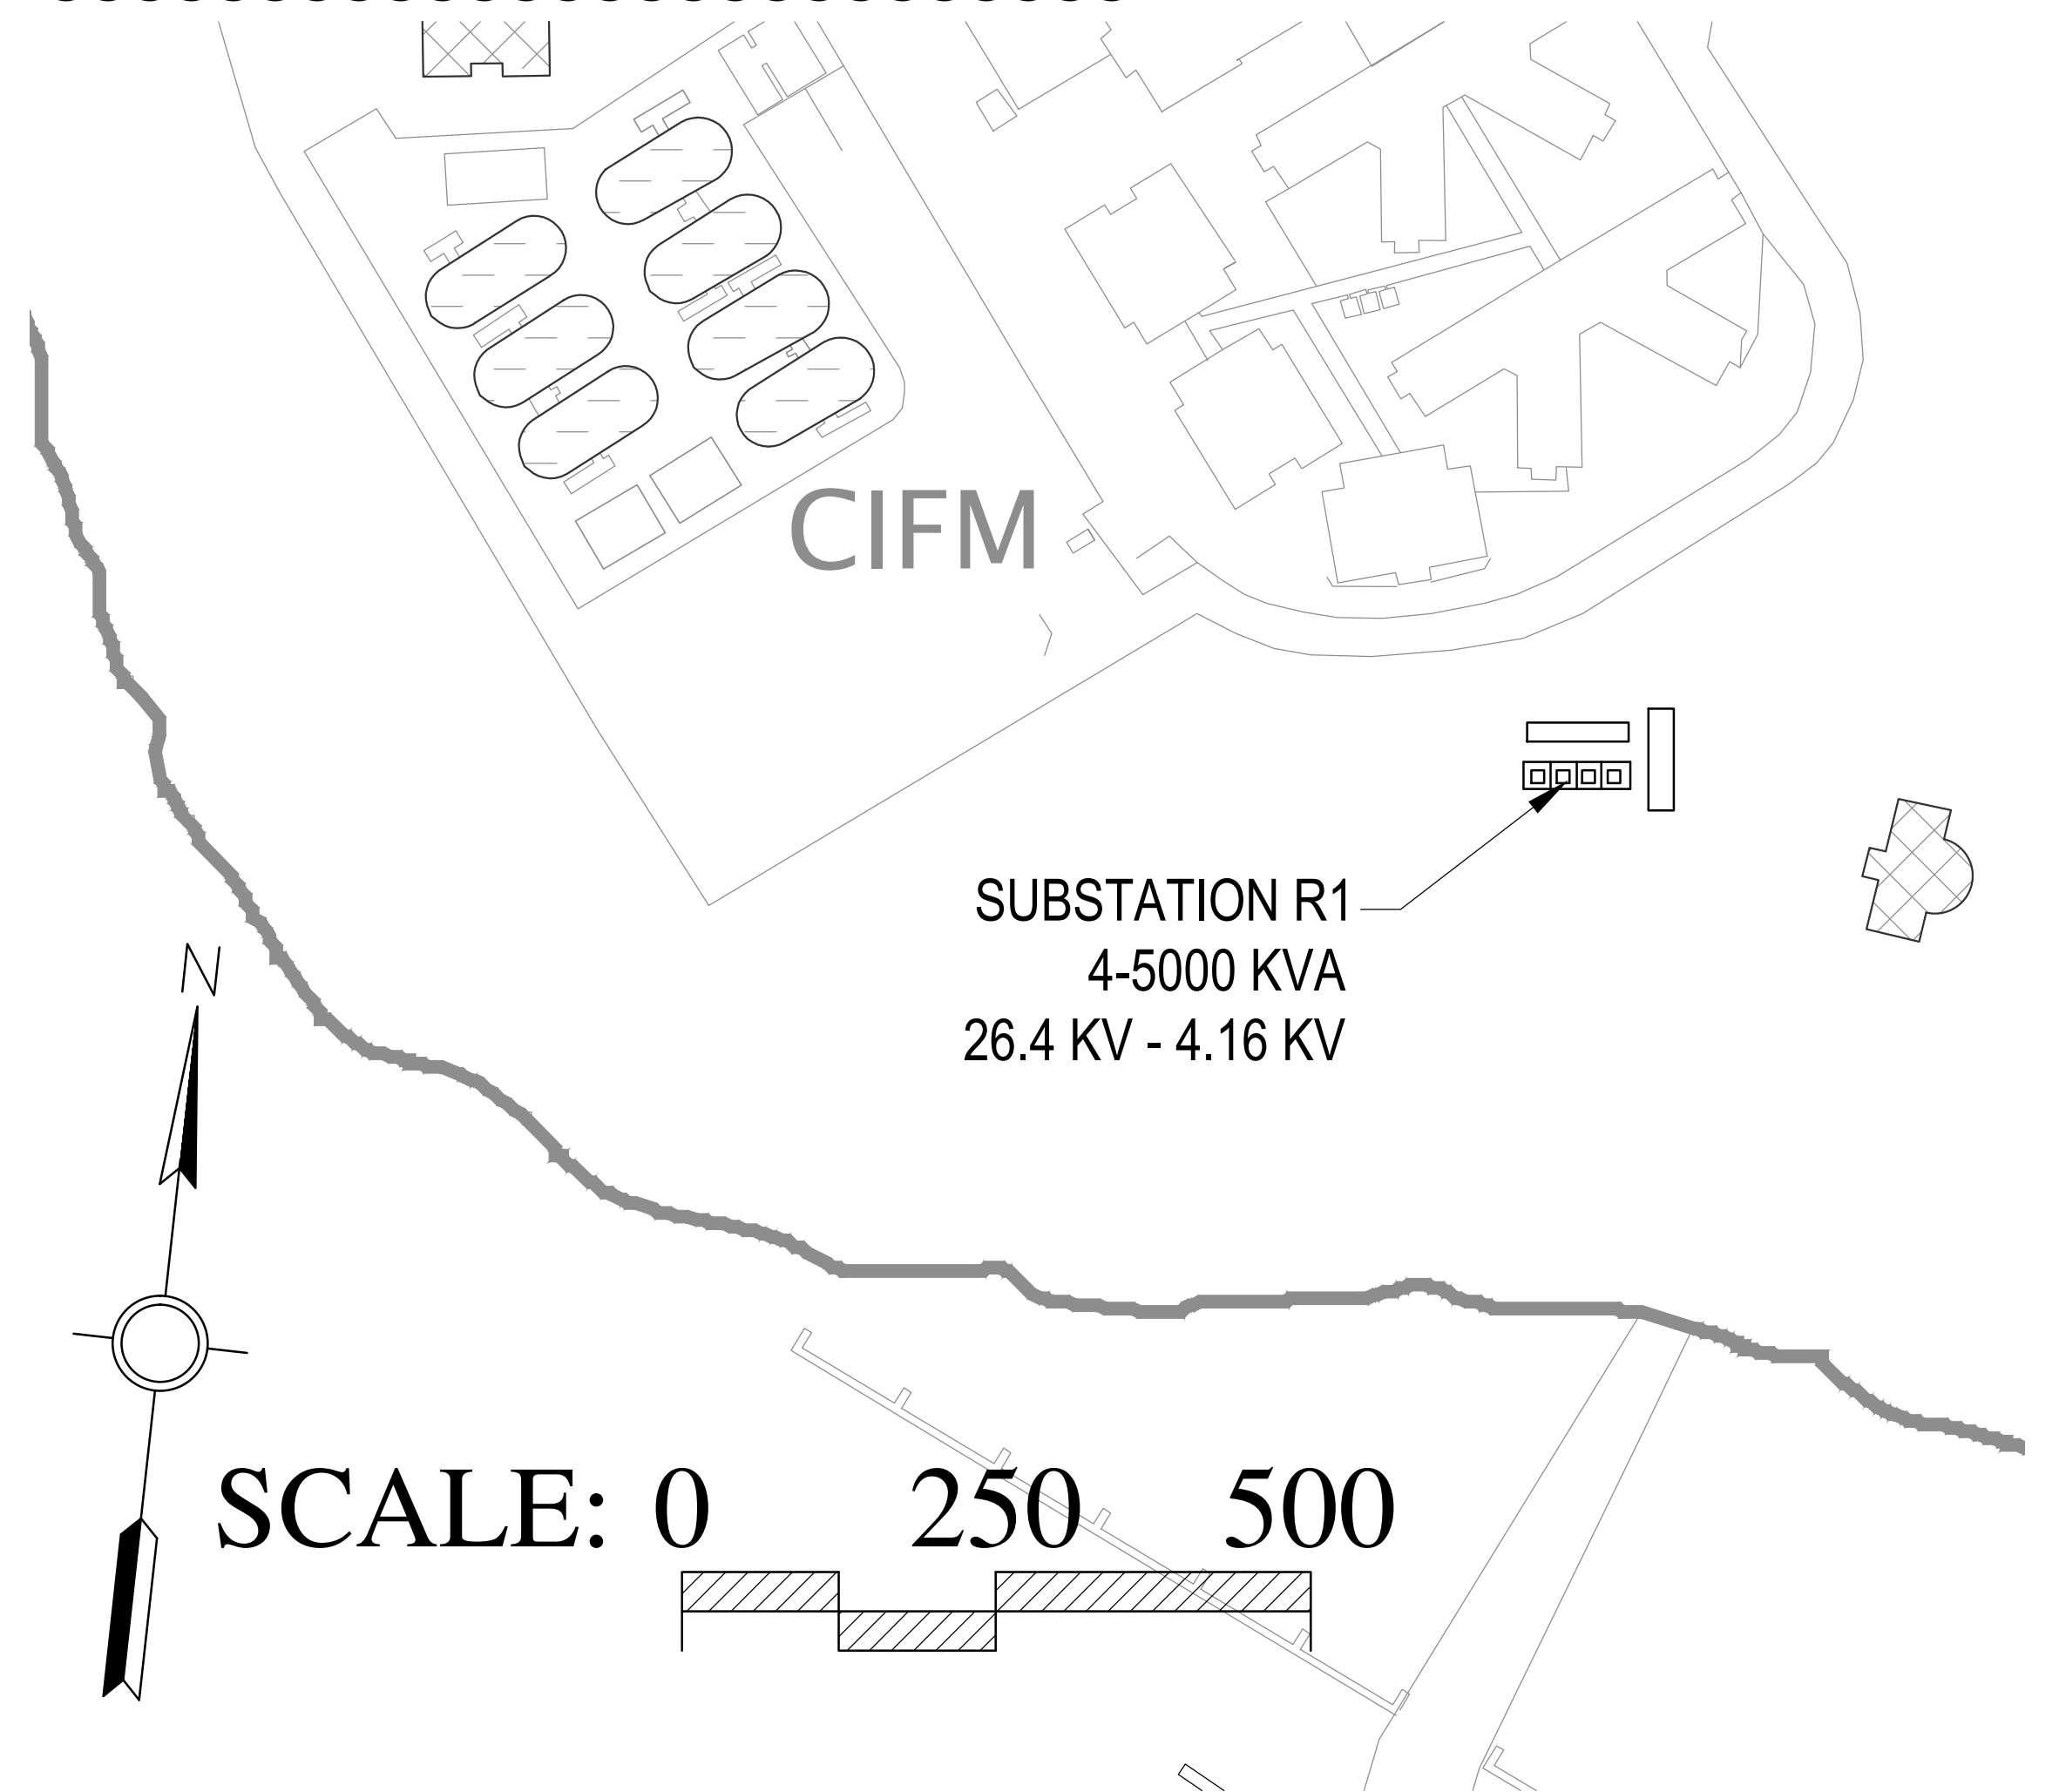 CIFM
SUBSTATION R1
4-5000 KVA
26.4 KV - 4.16 KV
N
SCALE: 0 250 500